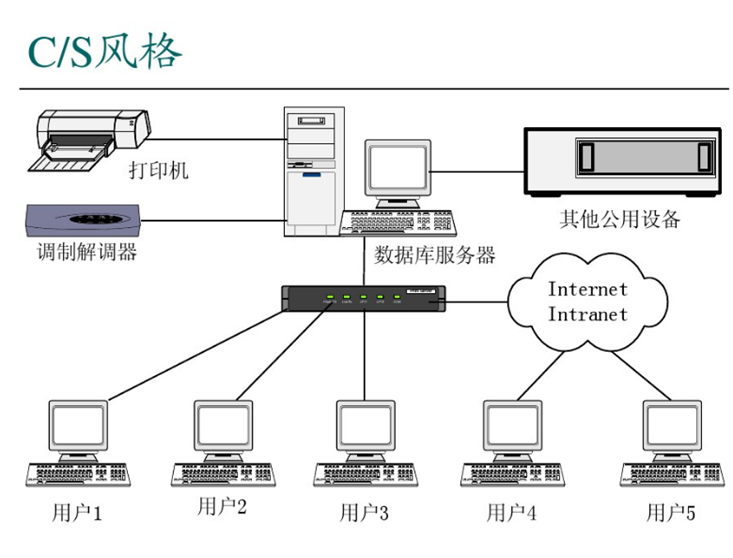 C/S风格
打印机
调制解调器
数据库服务器
其他公用设备
Internet
Intranet
用户1
用户2
用户3
用户4
用户5